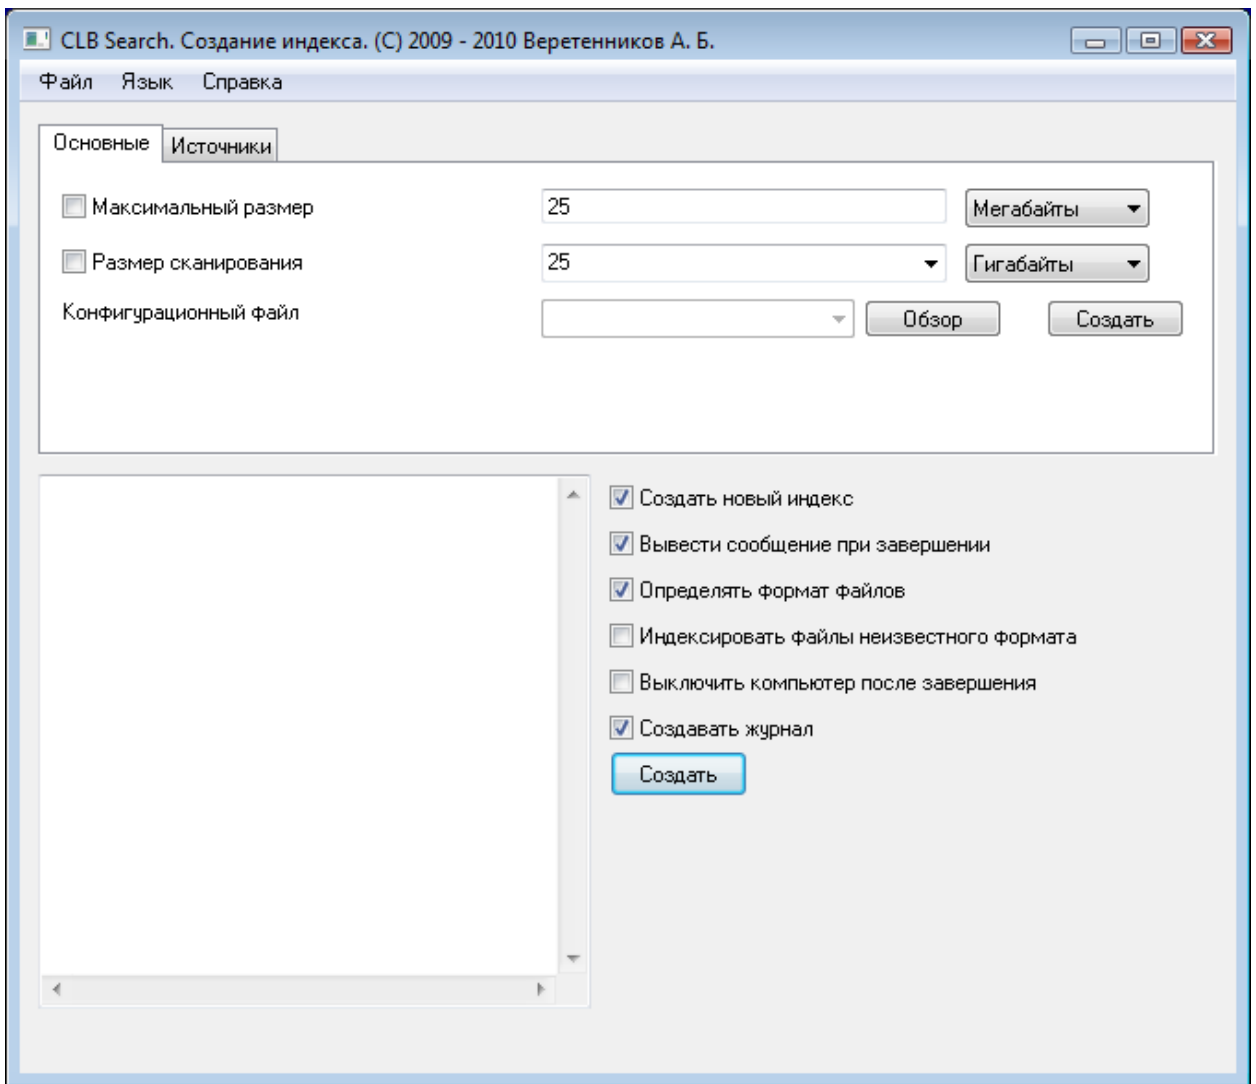 CLB Search. Создание индекса. (C) 2009 - 2010 Веретенников А. Б.
Файл Язык Справка
Основные Источники
Максимальный размер 25 Мегабайты
Размер сканирования 25 Гигабайты
Конфигурационный файл Обзор Создать
Создать новый индекс
Вывести сообщение при завершении
Определять формат файлов
Индексировать файлы неизвестного формата
Выключить компьютер после завершения
Создавать журнал
Создать